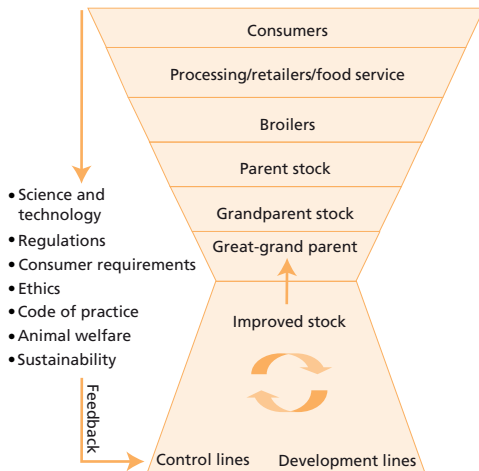 Consumers
Processing/retailers/food service
Broilers
Parent stock
Grandparent stock
Great-grand parent
Improved stock
Control lines
Development lines
• Science and
technology
• Regulations
• Consumer requirements
• Ethics
• Code of practice
• Animal welfare
• Sustainability
Feedback